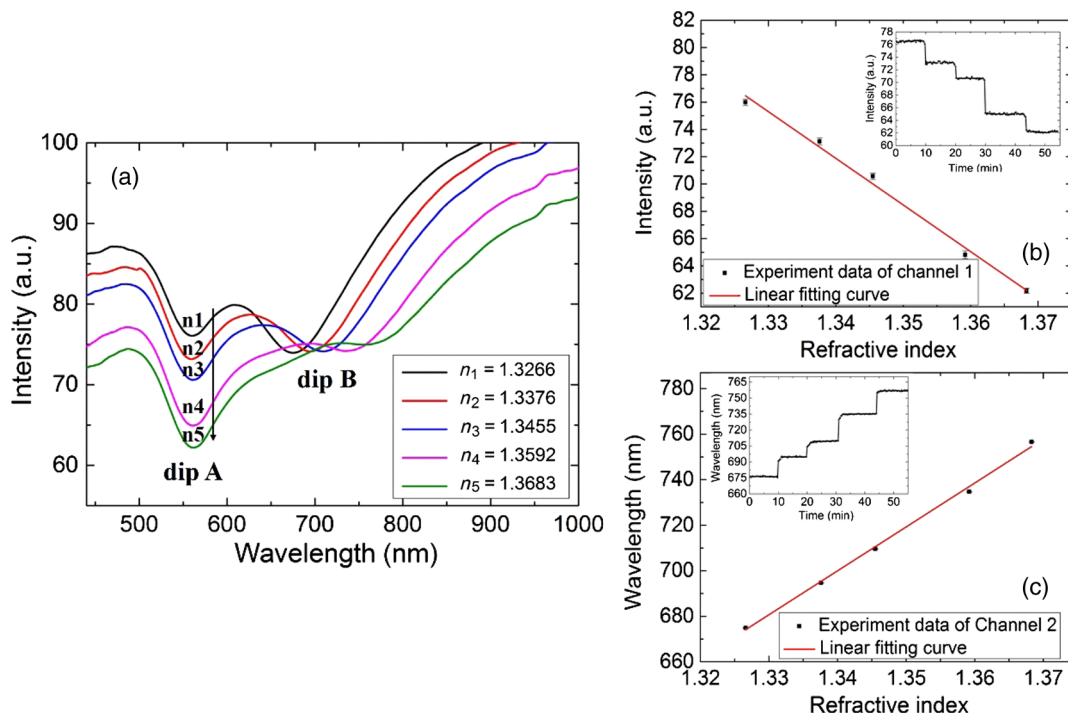 (a)
Intensity (a.u.)
100
90
80
70
60
n1
n2
n3
n4
n5
dip A
dip B
n1 = 1.3266
n2 = 1.3376
n3 = 1.3455
n4 = 1.3592
n5 = 1.3683
500 600 700 800 900 1000
Wavelength (nm)
(b)
Intensity (a.u.)
82
80
78
76
74
72
70
68
66
64
62
Intensity (a.u.)
78
76
74
72
70
68
66
64
62
60
0 10 20 30 40 50
Time (min)
Experiment data of channel 1
Linear fitting curve
1.32 1.33 1.34 1.35 1.36 1.37
Refractive index
(c)
Wavelength (nm)
780
760
740
720
700
680
660
Wavelength (nm)
765
750
735
720
705
690
675
660
0 10 20 30 40 50
Time (min)
Experiment data of Channel 2
Linear fitting curve
1.32 1.33 1.34 1.35 1.36 1.37
Refractive index